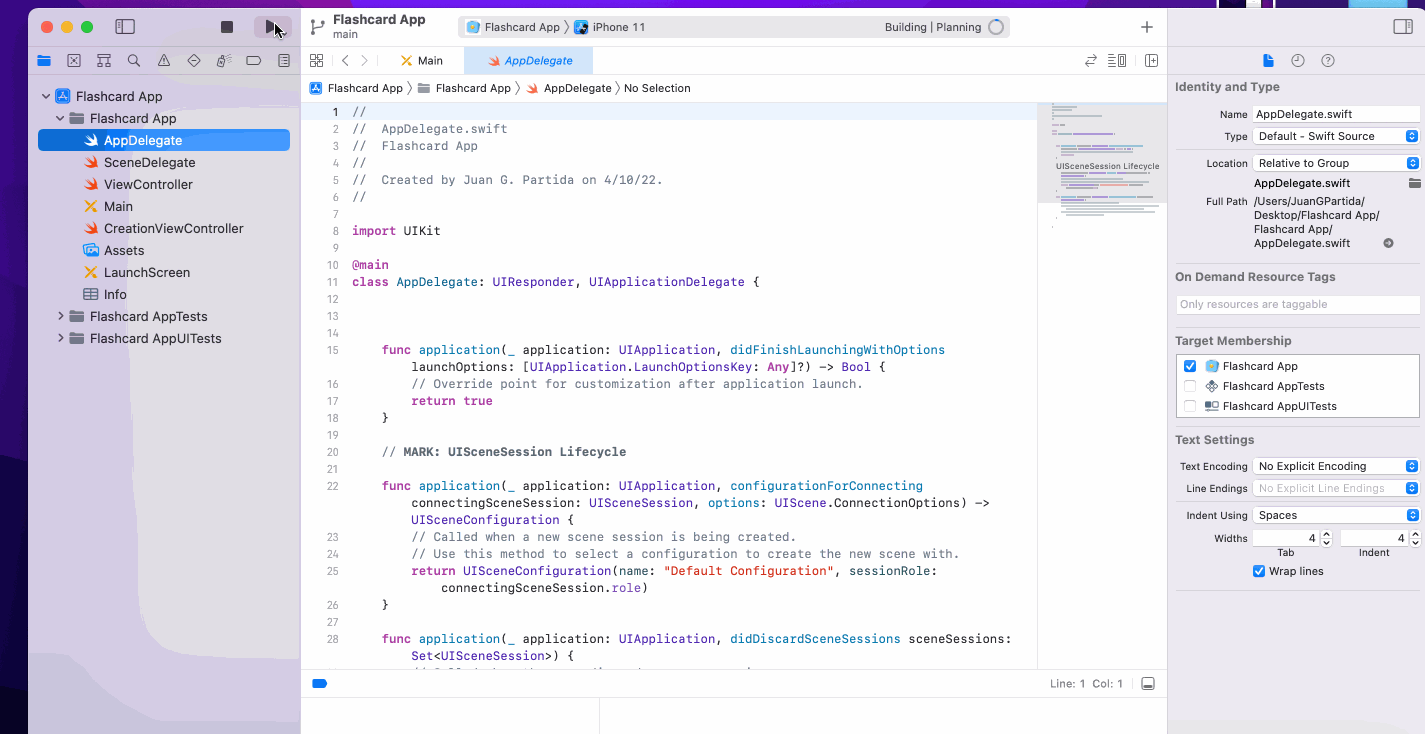 Flashcard App
main
Flashcard App
iPhone 11
Building | Planning
Main
AppDelegate
Flashcard App
Flashcard App
AppDelegate
No Selection
Flashcard App
Flashcard App
AppDelegate
SceneDelegate
ViewController
Main
CreationViewController
Assets
LaunchScreen
Info
Flashcard AppTests
Flashcard AppUITests
1 //
2 //  AppDelegate.swift
3 //  Flashcard App
4 //
5 //  Created by Juan G. Partida on 4/10/22.
6 //
7
8 import UIKit
9
10 @main
11 class AppDelegate: UIResponder, UIApplicationDelegate {
12
13
14
15 func application(_ application: UIApplication, didFinishLaunchingWithOptions
launchOptions: [UIApplication.LaunchOptionsKey: Any]?) -> Bool {
16 // Override point for customization after application launch.
17 return true
18 }
19
20 // MARK: UISceneSession Lifecycle
21
22 func application(_ application: UIApplication, configurationForConnecting
connectingSceneSession: UISceneSession, options: UIScene.ConnectionOptions) ->
UISceneConfiguration {
23 // Called when a new scene session is being created.
24 // Use this method to select a configuration to create the new scene with.
25 return UISceneConfiguration(name: "Default Configuration", sessionRole:
connectingSceneSession.role)
26 }
27
28 func application(_ application: UIApplication, didDiscardSceneSessions sceneSessions:
Set<UISceneSession>) {
UISceneSession Lifecycle
Line: 1 Col: 1
Identity and Type
Name AppDelegate.swift
Type Default - Swift Source
Location Relative to Group
AppDelegate.swift
Full Path /Users/JuanGPartida/
Desktop/Flashcard App/
Flashcard App/
AppDelegate.swift
On Demand Resource Tags
Only resources are taggable
Target Membership
Flashcard App
Flashcard AppTests
Flashcard AppUITests
Text Settings
Text Encoding No Explicit Encoding
Line Endings No Explicit Line Endings
Indent Using Spaces
Widths 4 4
Tab Indent
Wrap lines